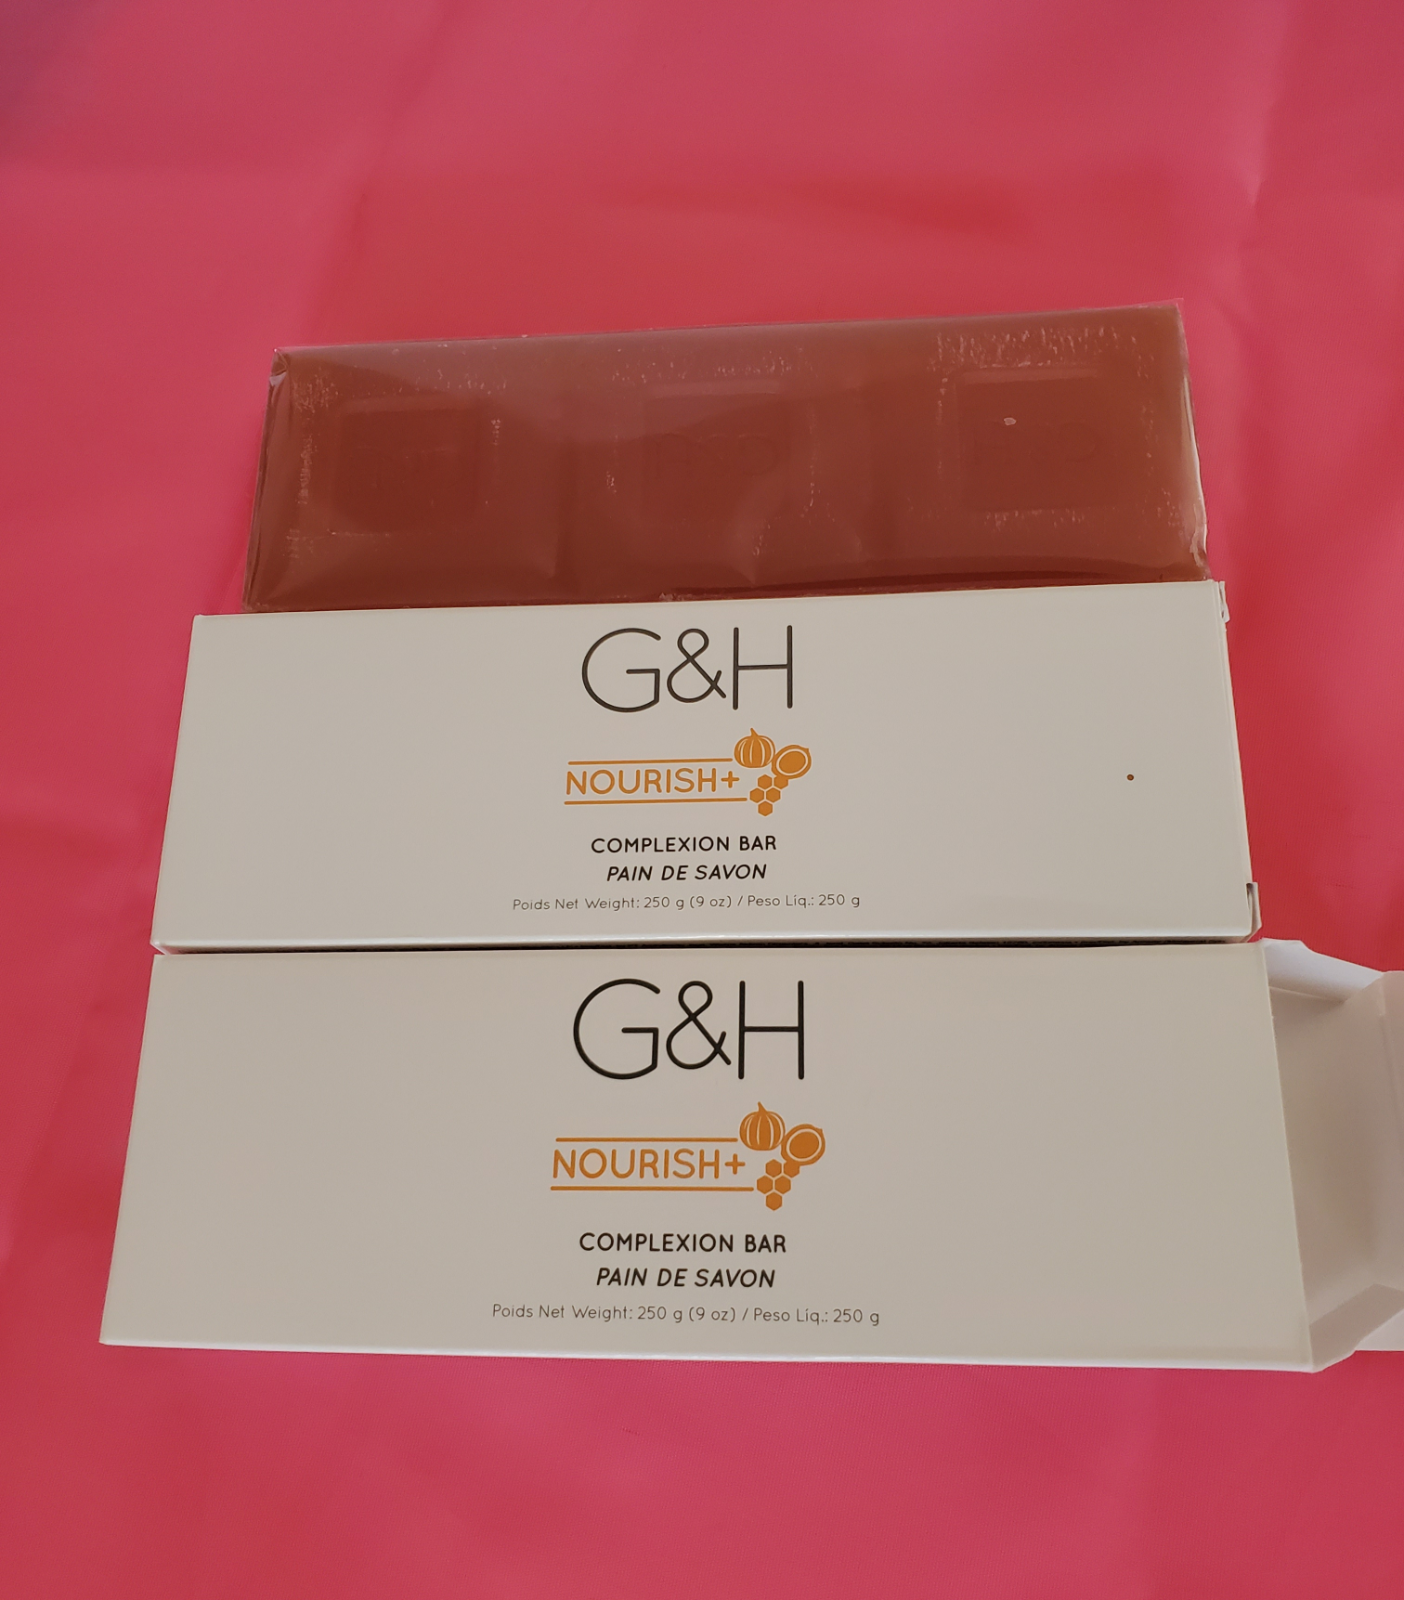 G&H
NOURISH+
COMPLEXION BAR
PAIN DE SAVON
Poids Net Weight: 250 g (9 oz) / Peso Líq.: 250 g
G&H
NOURISH+
COMPLEXION BAR
PAIN DE SAVON
Poids Net Weight: 250 g (9 oz) / Peso Líq.: 250 g